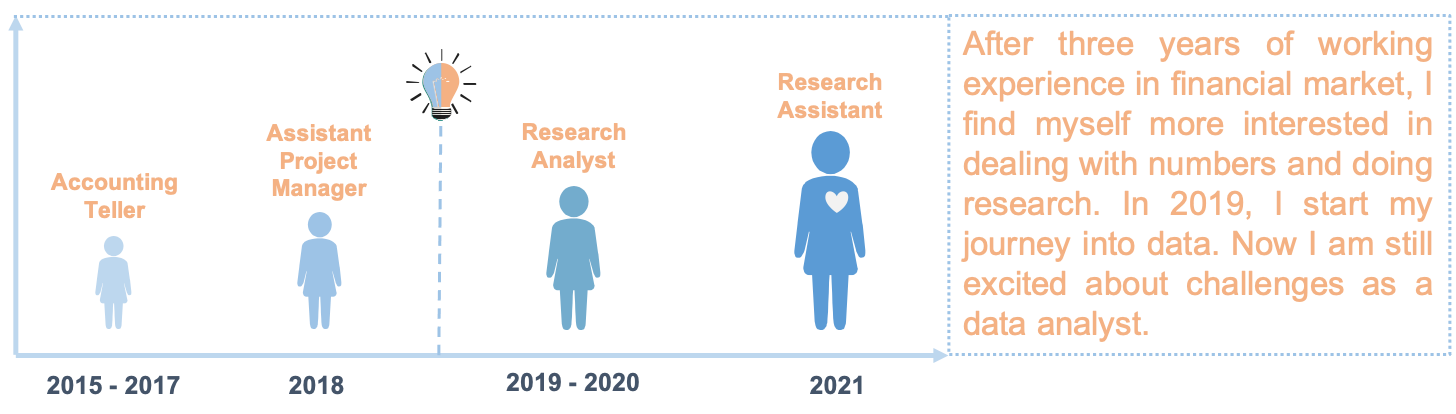 Accounting
Teller
Assistant
Project
Manager
Research
Analyst
Research
Assistant
2015 - 2017
2018
2019 - 2020
2021
After three years of working
experience in financial market, I
find myself more interested in
dealing with numbers and doing
research. In 2019, I start my
journey into data. Now I am still
excited about challenges as a
data analyst.